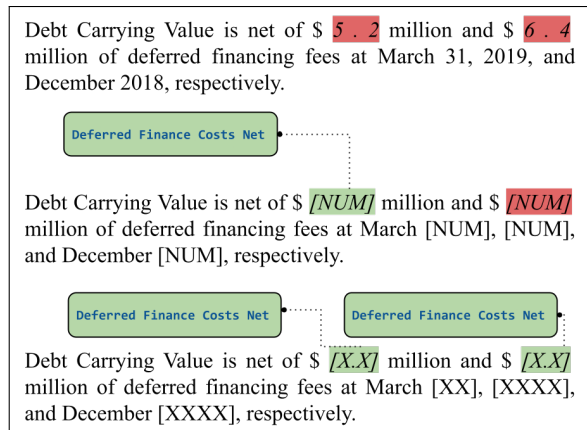 Debt Carrying Value is net of $ 5 . 2 million and $ 6 . 4
million of deferred financing fees at March 31, 2019, and
December 2018, respectively.
Deferred Finance Costs Net
Debt Carrying Value is net of $ [NUM] million and $ [NUM]
million of deferred financing fees at March [NUM], [NUM],
and December [NUM], respectively.
Deferred Finance Costs Net Deferred Finance Costs Net
Debt Carrying Value is net of $ [X.X] million and $ [X.X]
million of deferred financing fees at March [XX], [XXXX],
and December [XXXX], respectively.